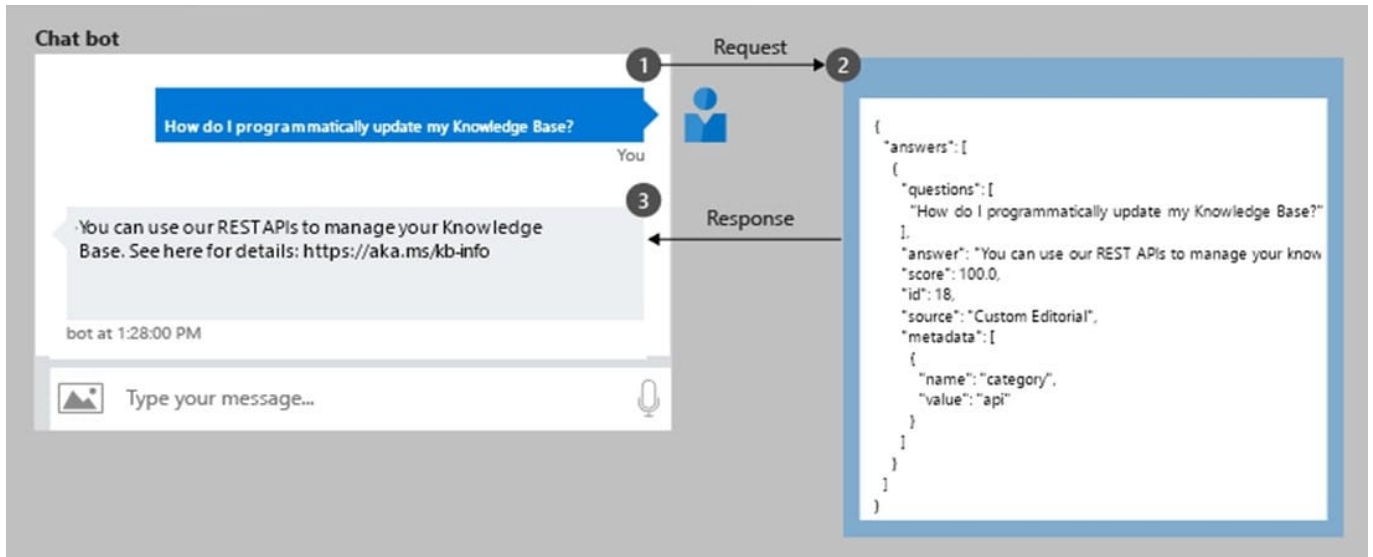 Chat bot
1
Request
2
How do I programmatically update my Knowledge Base?
You
3
Response
You can use our REST APIs to manage your Knowledge
Base. See here for details: https://aka.ms/kb-info
bot at 1:28:00 PM
Type your message...
{
"answers": [
{
"questions": [
"How do I programmatically update my Knowledge Base?"
],
"answer": "You can use our REST APIs to manage your know
"score": 100.0,
"id": 18,
"source": "Custom Editorial",
"metadata": [
{
"name": "category",
"value": "api"
}
]
}
]
}